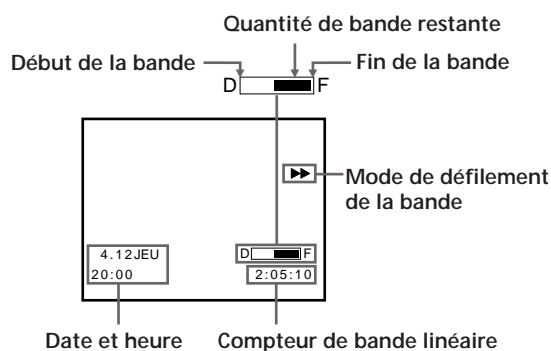 Quantité de bande restante
Début de la bande
Fin de la bande
D F
Mode de défilement
de la bande
4.12JEU
20:00
D F
2:05:10
Date et heure
Compteur de bande linéaire